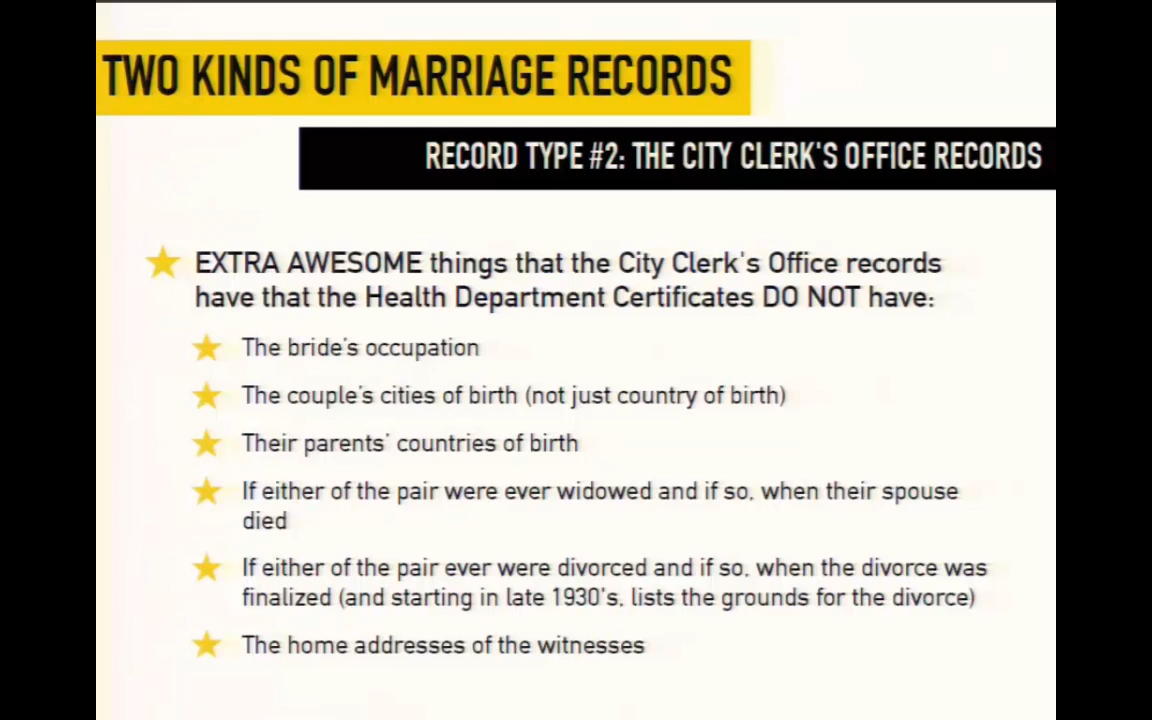 TWO KINDS OF MARRIAGE RECORDS
RECORD TYPE #2: THE CITY CLERK'S OFFICE RECORDS
EXTRA AWESOME things that the City Clerk's Office records
have that the Health Department Certificates DO NOT have:
The bride's occupation
The couple's cities of birth (not just country of birth)
Their parents' countries of birth
If either of the pair were ever widowed and if so, when their spouse
died
If either of the pair ever were divorced and if so, when the divorce was
finalized (and starting in late 1930's, lists the grounds for the divorce)
The home addresses of the witnesses